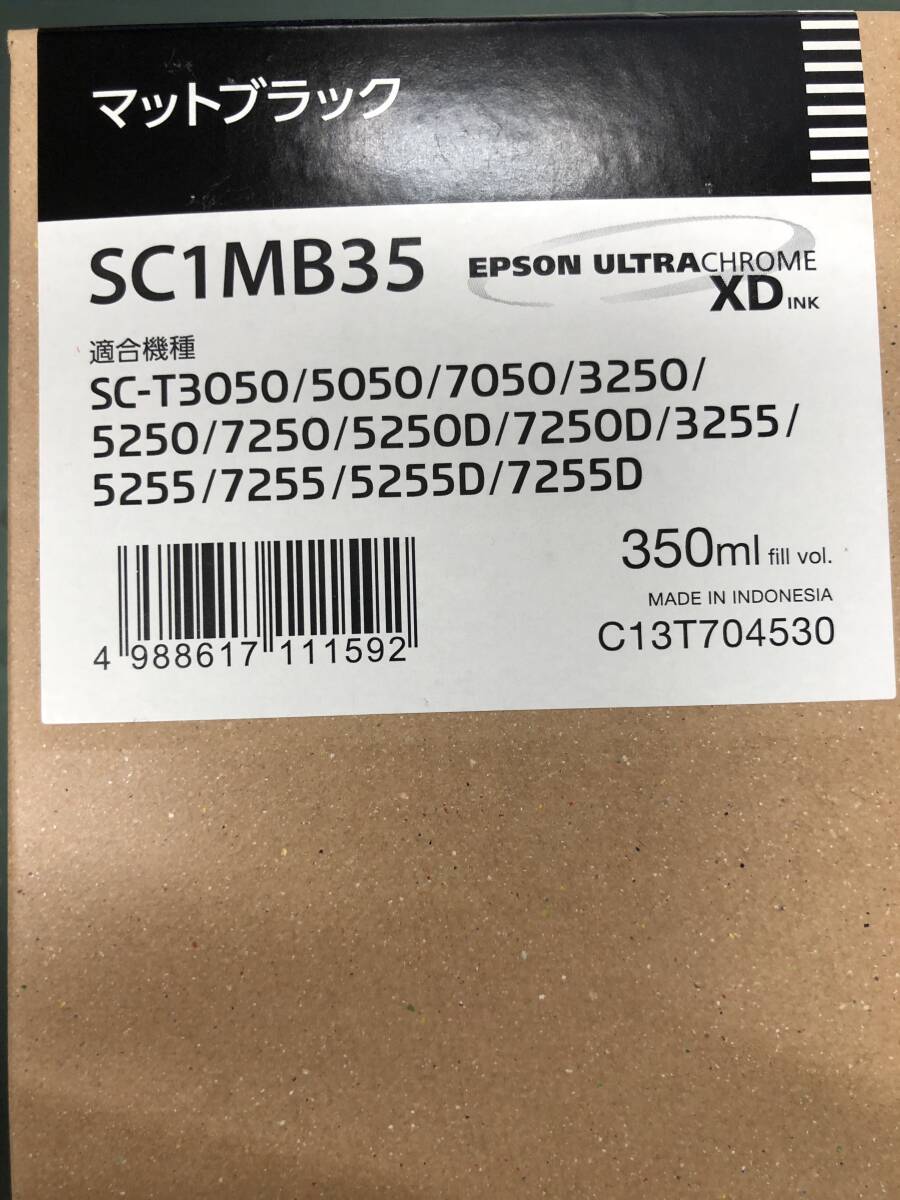 マットブラック
SC1MB35
EPSON ULTRACHROME
XD INK
適合機種
SC-T3050/5050/7050/3250/
5250/7250/5250D/7250D/3255/
5255/7255/5255D/7255D
350ml fill vol.
MADE IN INDONESIA
C13T704530
4 988617 111592